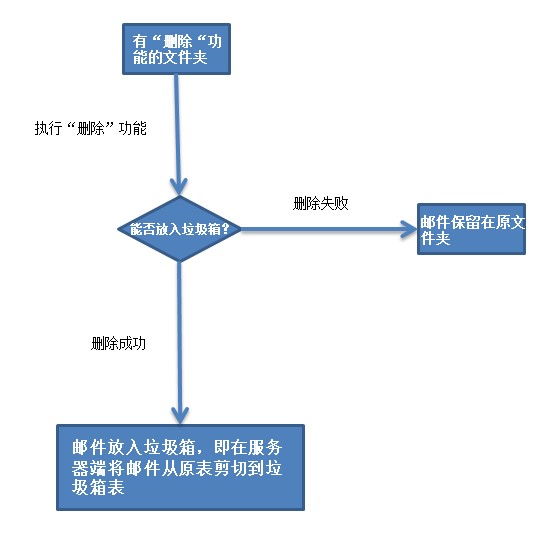 有“删除“功
能的文件夹
执行“删除”功能
能否放入垃圾箱？
删除失败
邮件保留在原文
件夹
删除成功
邮件放入垃圾箱，即在服务
器端将邮件从原表剪切到垃
圾箱表